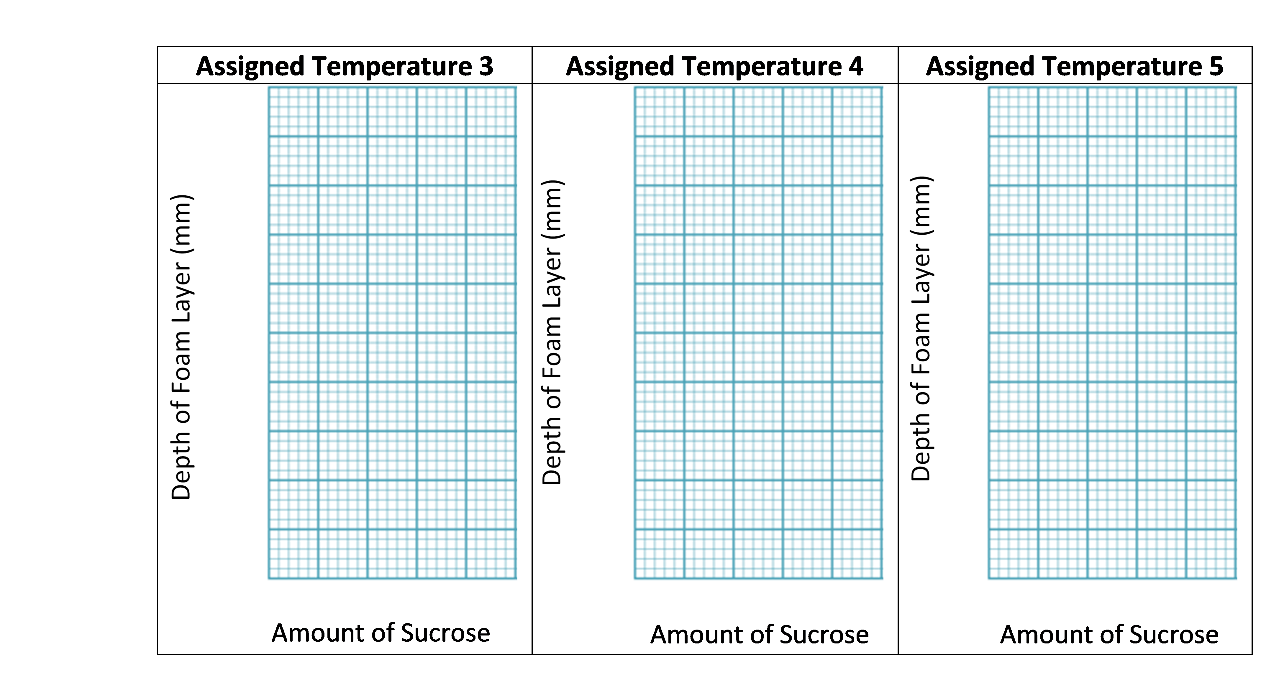 Assigned Temperature 3
Assigned Temperature 4
Assigned Temperature 5
Depth of Foam Layer (mm)
Depth of Foam Layer (mm)
Depth of Foam Layer (mm)
Amount of Sucrose
Amount of Sucrose
Amount of Sucrose